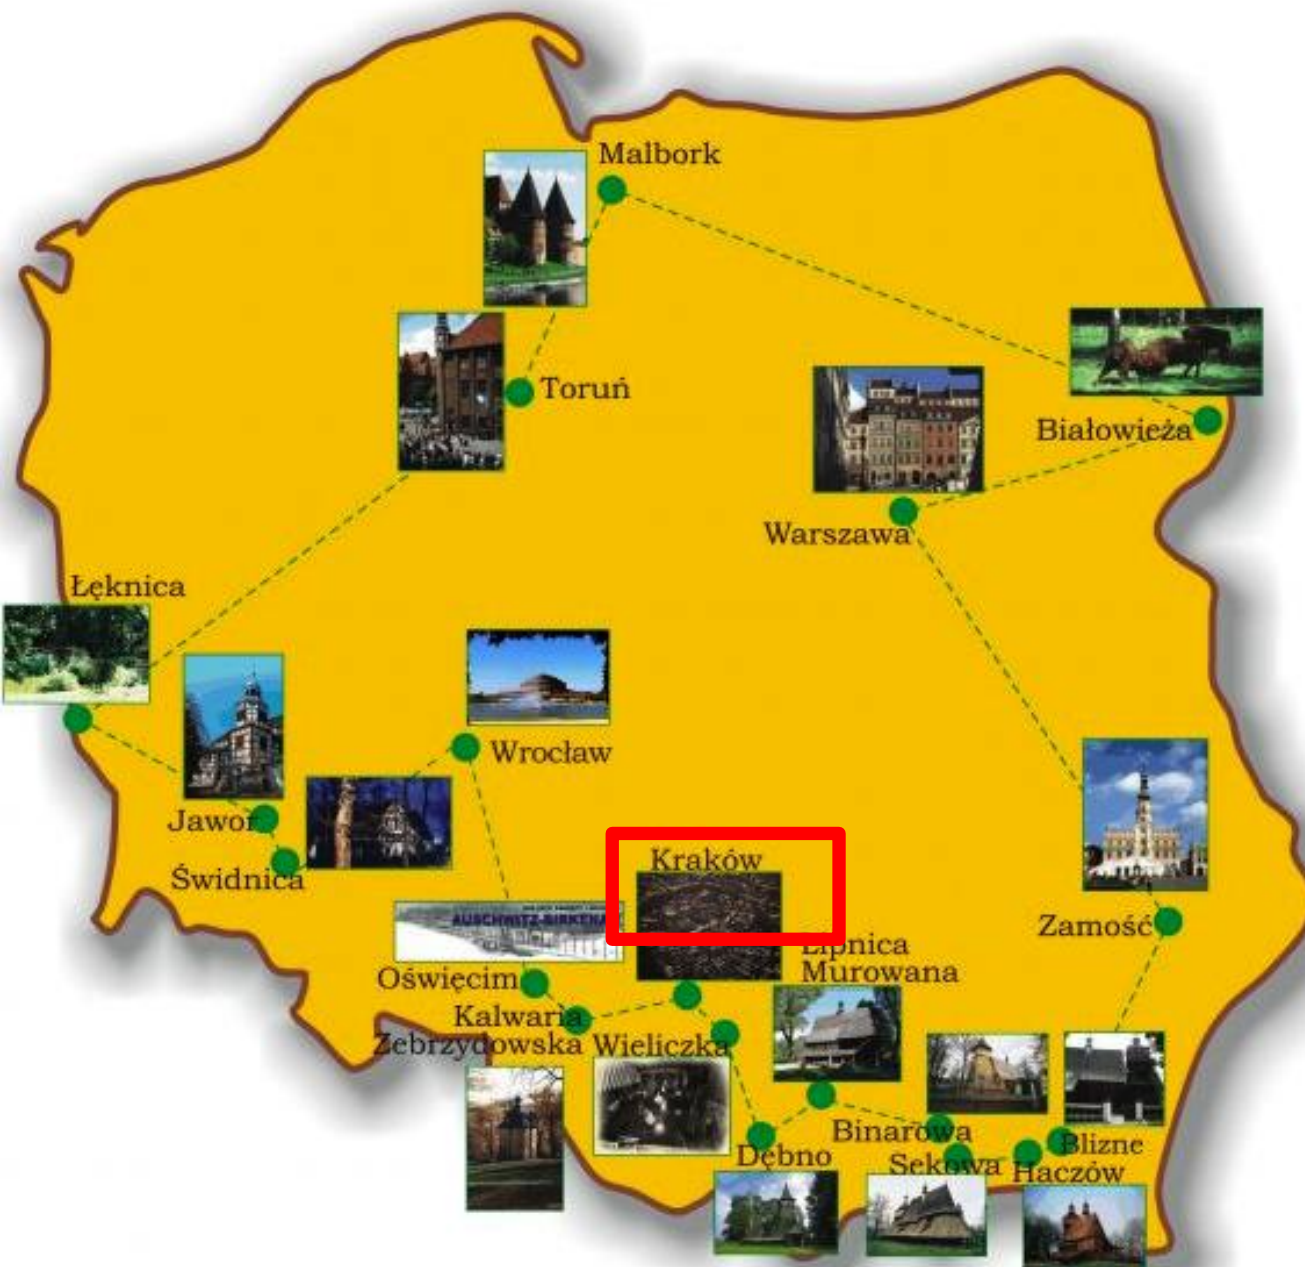 Malbork
Toruń
Białowieża
Warszawa
Łęknica
Wrocław
Jawor
Świdnica
Kraków
Zamość
AUSCHWITZ-BIRKENA
Oświęcim
Lipnica
Murowana
Kalwaria
Zebrzydowska
Wieliczka
Dębno
Binarowa
Sękowa
Haczów
Blizne